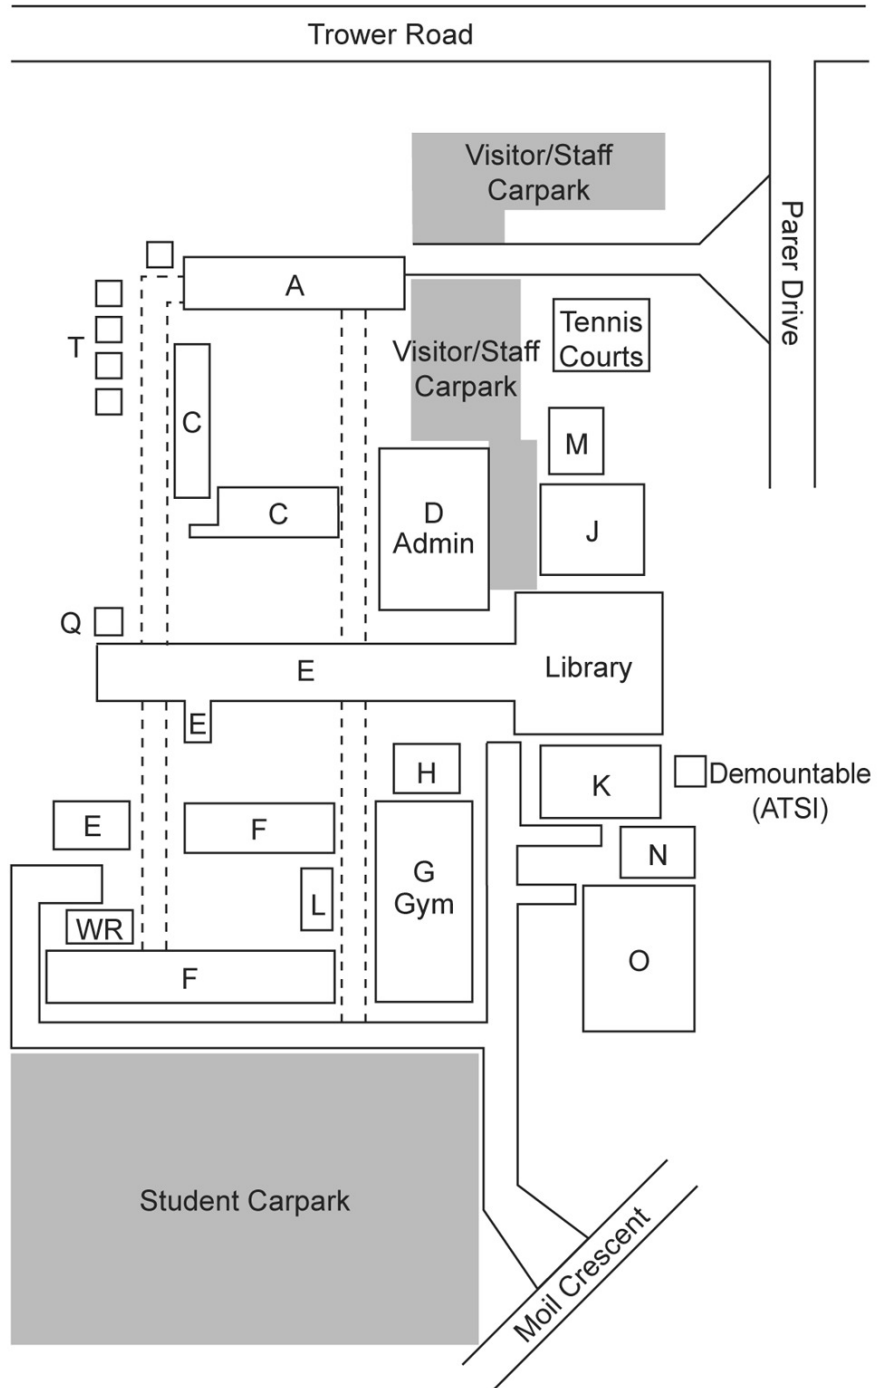 Trower Road
Visitor/Staff
Carpark
Parer Drive
A
Tennis
Courts
T
Visitor/Staff
Carpark
C
M
C
D
Admin
J
Q
E
Library
E
H
K
Demountable
(ATSI)
E
F
N
G
Gym
L
WR
O
F
Student Carpark
Moil Crescent